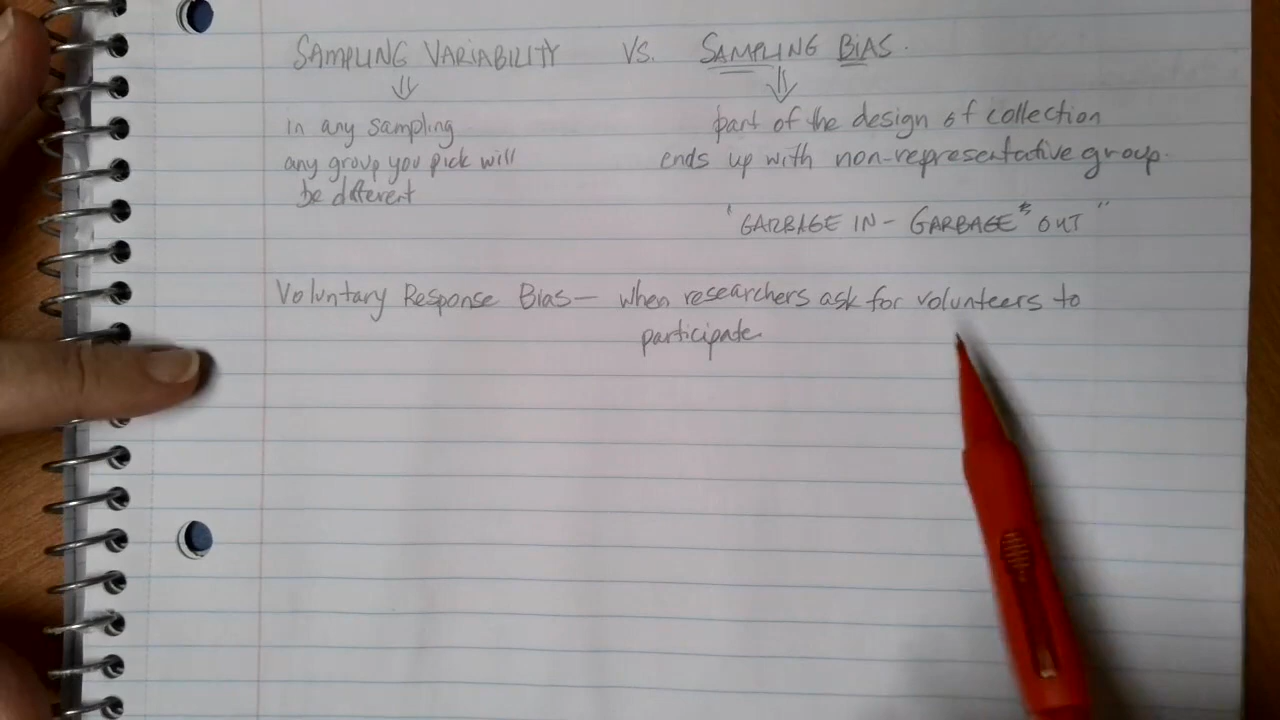 SAMPLING VARIABILITY VS. SAMPLING BIAS.
in any sampling
any group you pick will
be different
part of the design of collection
ends up with non-representative group.
"GARBAGE IN - GARBAGE* OUT"
Voluntary Response Bias - when researchers ask for volunteers to
participate